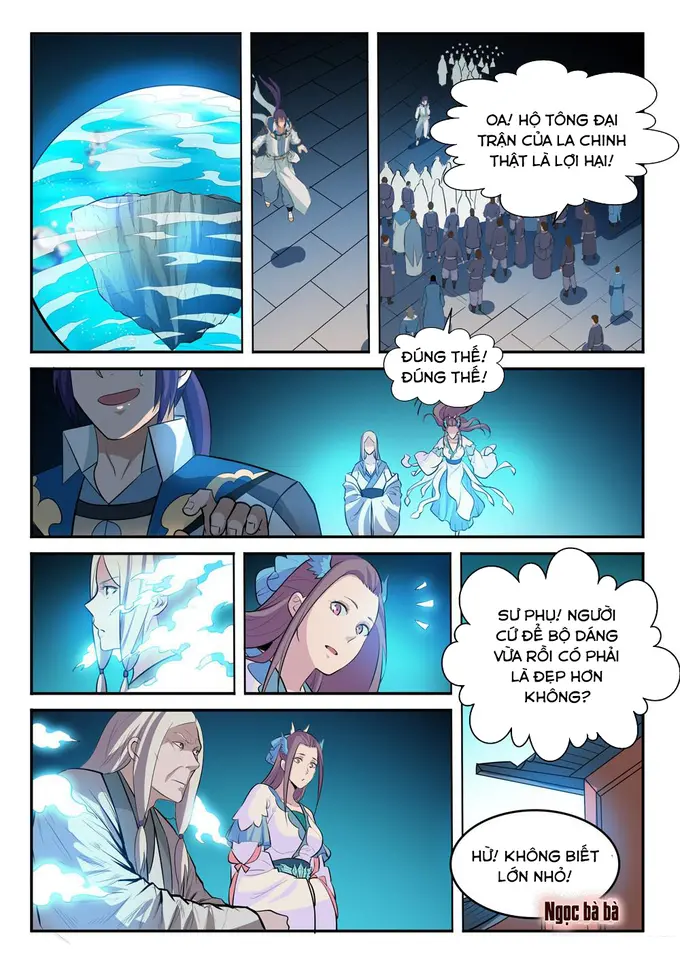 OA! HỘ TÔNG ĐẠI
TRẬN CỦA LA CHINH
THẬT LÀ LỢI HẠI!
ĐÚNG THẾ!
ĐÚNG THẾ!
SƯ PHỤ! NGƯỜI
CỨ ĐỂ BỘ DÁNG
VỪA RỒI CÓ PHẢI
LÀ ĐẸP HƠN
KHÔNG?
HỪ! KHÔNG BIẾT
LỚN NHỎ!
Ngọc bà bà